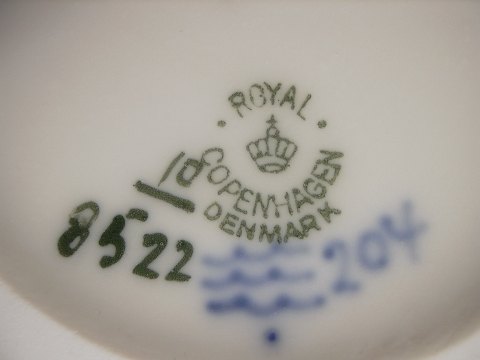 ROYAL
COPENHAGEN
DENMARK
10
8522
204